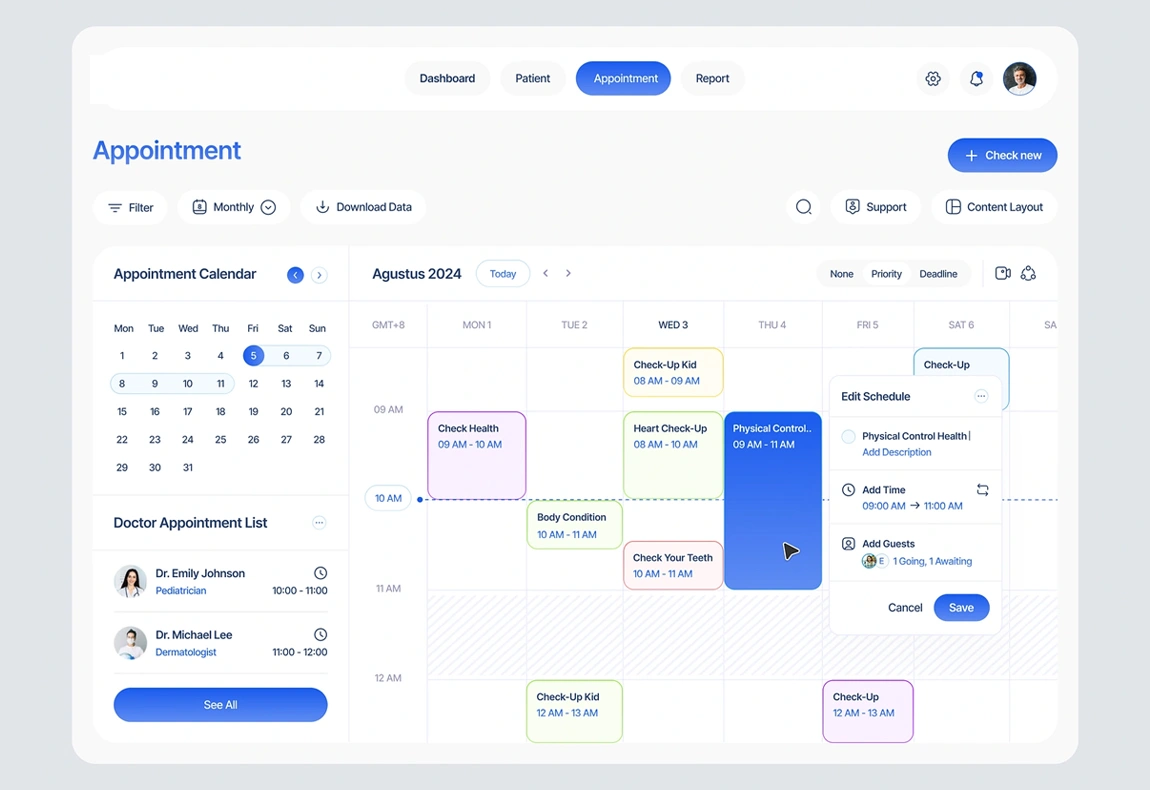 Dashboard
Patient
Appointment
Report
Appointment
+ Check new
Filter
8
Monthly
Download Data
Support
Content Layout
Appointment Calendar
Mon Tue Wed Thu Fri Sat Sun
1 2 3 4 5 6 7
8 9 10 11 12 13 14
15 16 17 18 19 20 21
22 23 24 25 26 27 28
29 30 31
Doctor Appointment List
Dr. Emily Johnson
Pediatrician 10:00 - 11:00
Dr. Michael Lee
Dermatologist 11:00 - 12:00
See All
Agustus 2024
Today
None
Priority
Deadline
GMT+8 MON 1 TUE 2 WED 3 THU 4 FRI 5 SAT 6 SA
09 AM
10 AM
11 AM
12 AM
Check Health
09 AM - 10 AM
Body Condition
10 AM - 11 AM
Check-Up Kid
12 AM - 13 AM
Check-Up Kid
08 AM - 09 AM
Heart Check-Up
08 AM - 10 AM
Check Your Teeth
10 AM - 11 AM
Physical Control..
09 AM - 11 AM
Check-Up
12 AM - 13 AM
Check-Up
Edit Schedule
Physical Control Health
Add Description
Add Time
09:00 AM → 11:00 AM
Add Guests
E 1 Going, 1 Awaiting
Cancel
Save